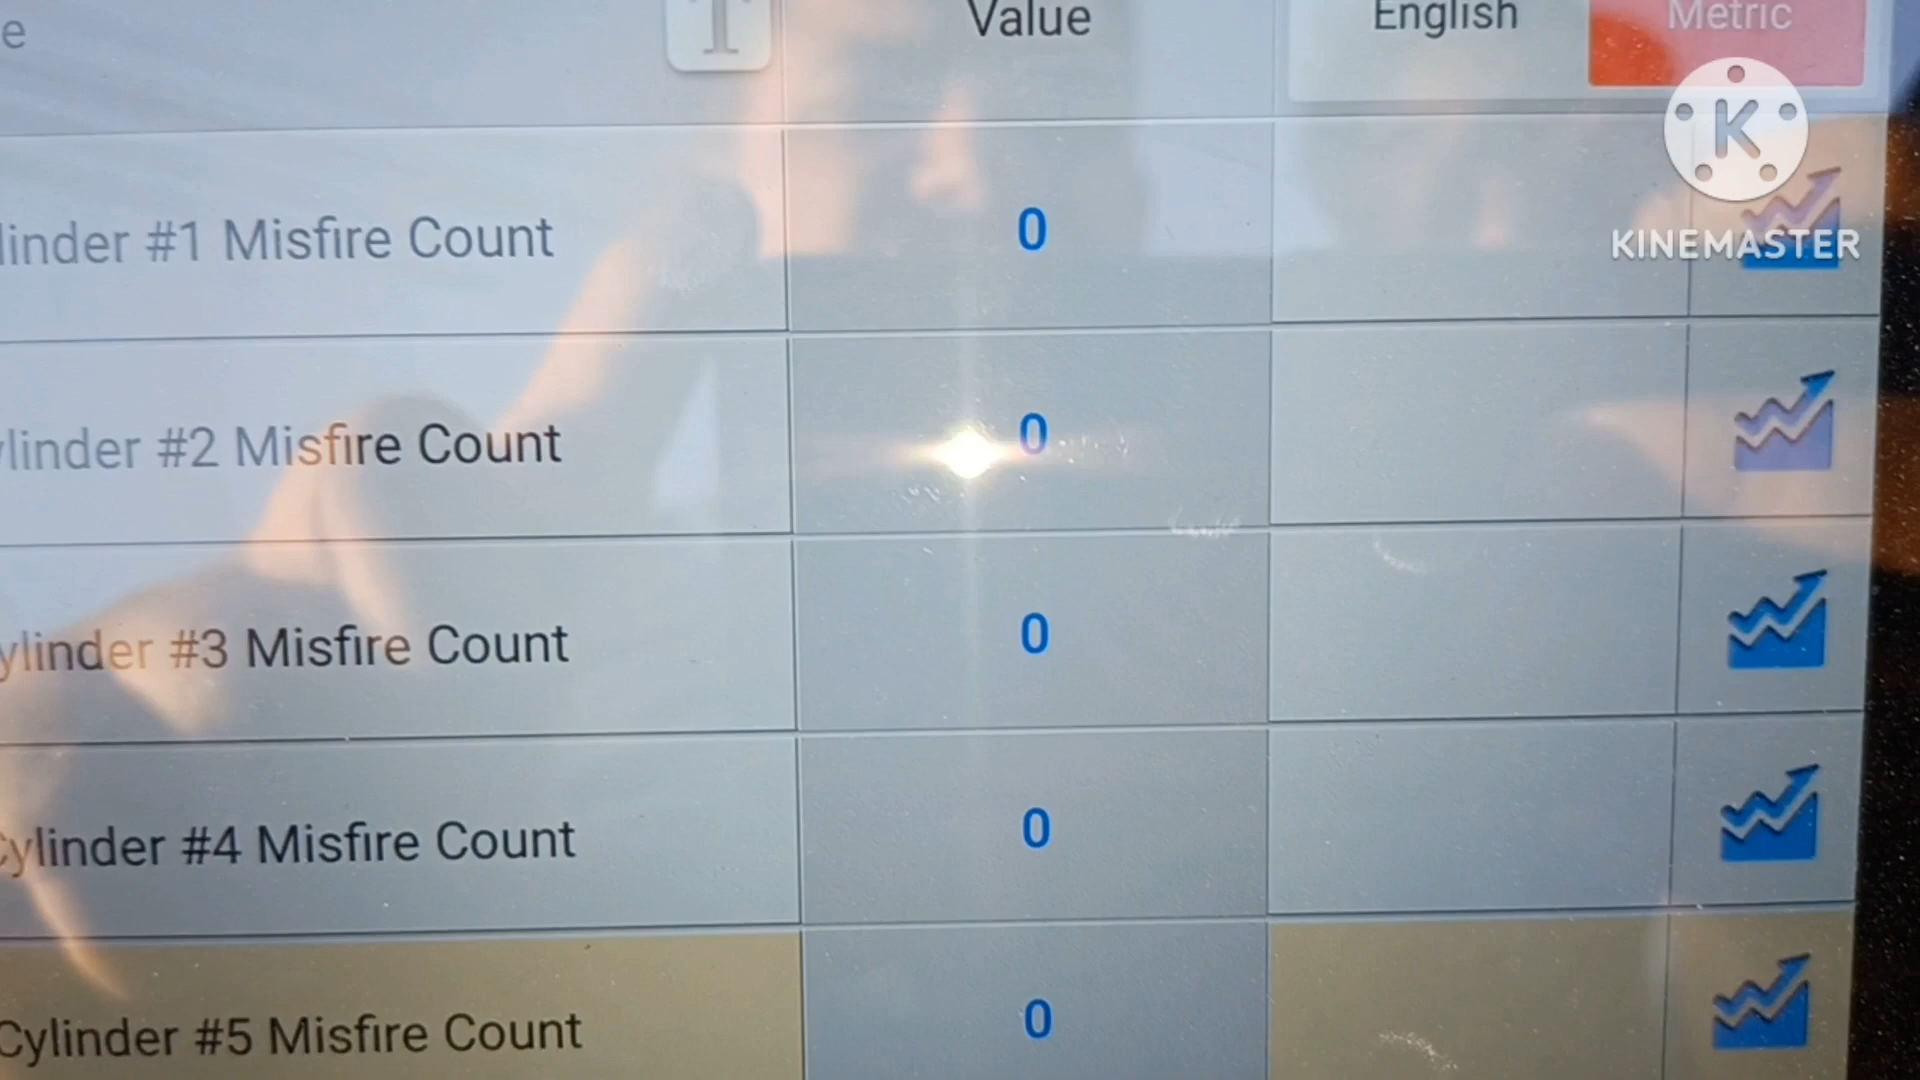 e T Value English Metric
linder #1 Misfire Count 0
K
KINEMASTER
ylinder #2 Misfire Count 0
ylinder #3 Misfire Count 0
Cylinder #4 Misfire Count 0
Cylinder #5 Misfire Count 0